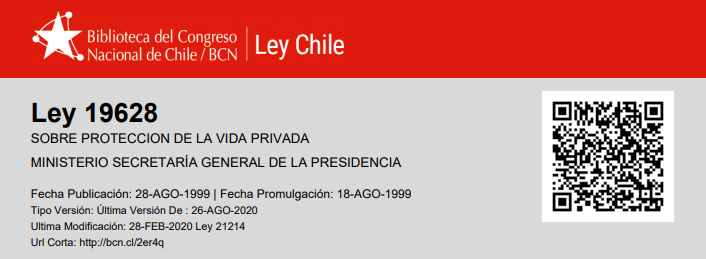 Biblioteca del Congreso
Nacional de Chile / BCN
Ley Chile
Ley 19628
SOBRE PROTECCION DE LA VIDA PRIVADA
MINISTERIO SECRETARÍA GENERAL DE LA PRESIDENCIA
Fecha Publicación: 28-AGO-1999 | Fecha Promulgación: 18-AGO-1999
Tipo Versión: Última Versión De : 26-AGO-2020
Ultima Modificación: 28-FEB-2020 Ley 21214
Url Corta: http://bcn.cl/2er4q